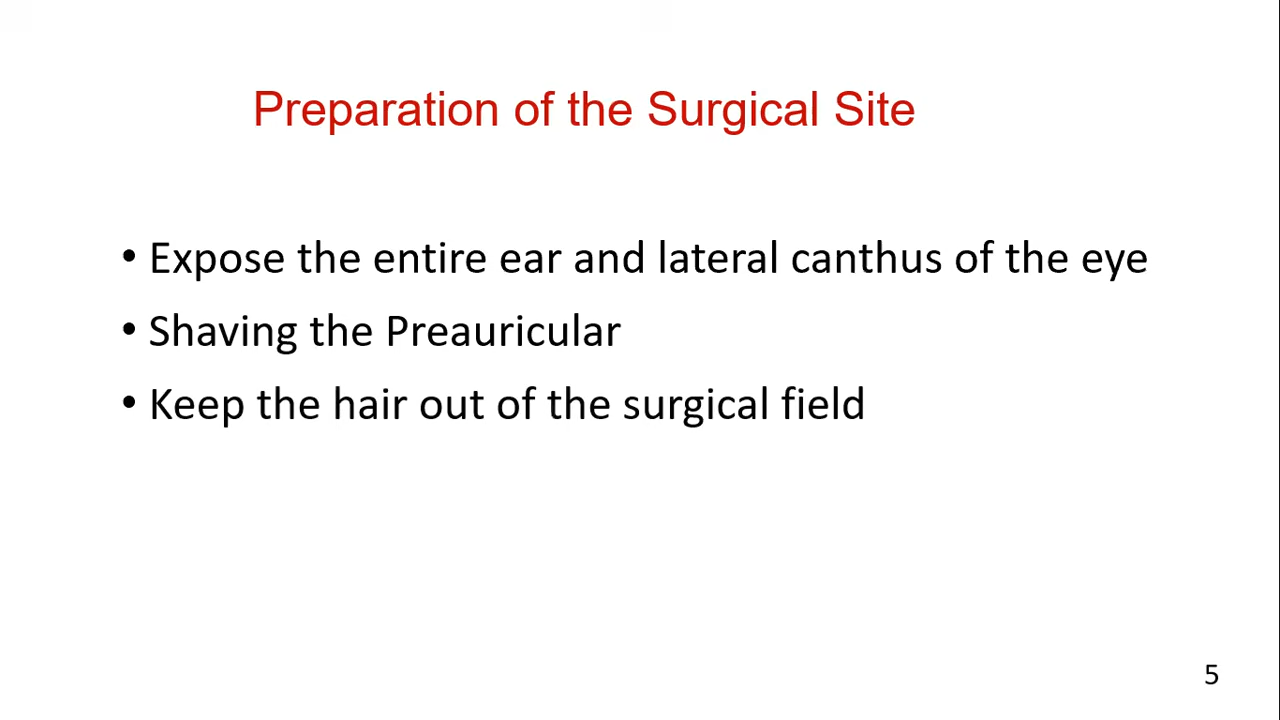 Preparation of the Surgical Site
• Expose the entire ear and lateral canthus of the eye
• Shaving the Preauricular
• Keep the hair out of the surgical field
5